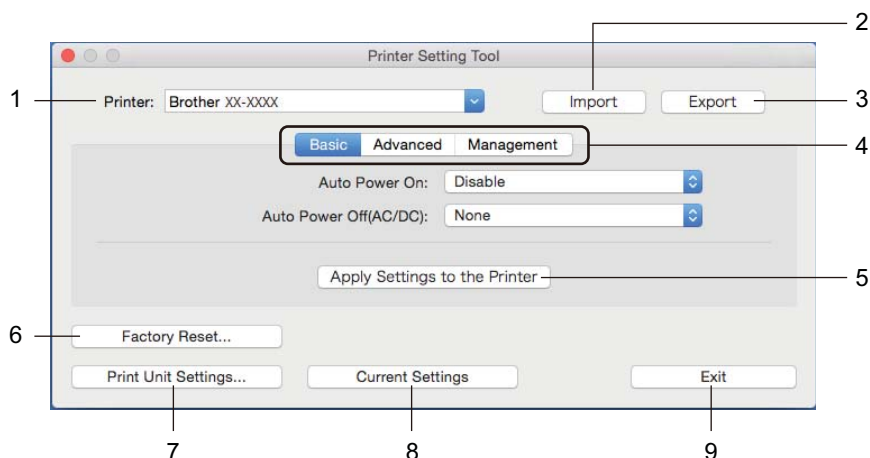 2
Printer Setting Tool
1 Printer: Brother XX-XXXX Import Export 3
Basic Advanced Management 4
Auto Power On: Disable
Auto Power Off(AC/DC): None
Apply Settings to the Printer 5
6 Factory Reset...
Print Unit Settings... Current Settings Exit
7 8 9